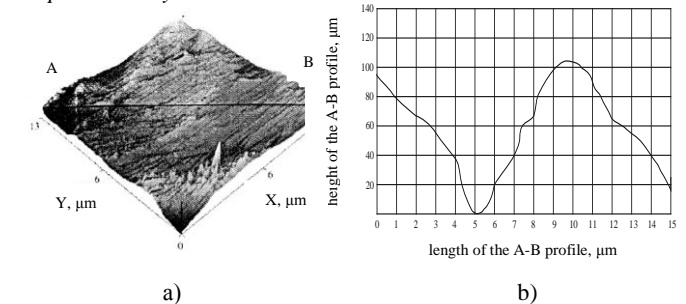 A
B
13
6
6
0
Y, μm
X, μm
a)
height of the A-B profile, μm
140
120
100
80
60
40
20
0 1 2 3 4 5 6 7 8 9 10 11 12 13 14 15
length of the A-B profile, μm
b)